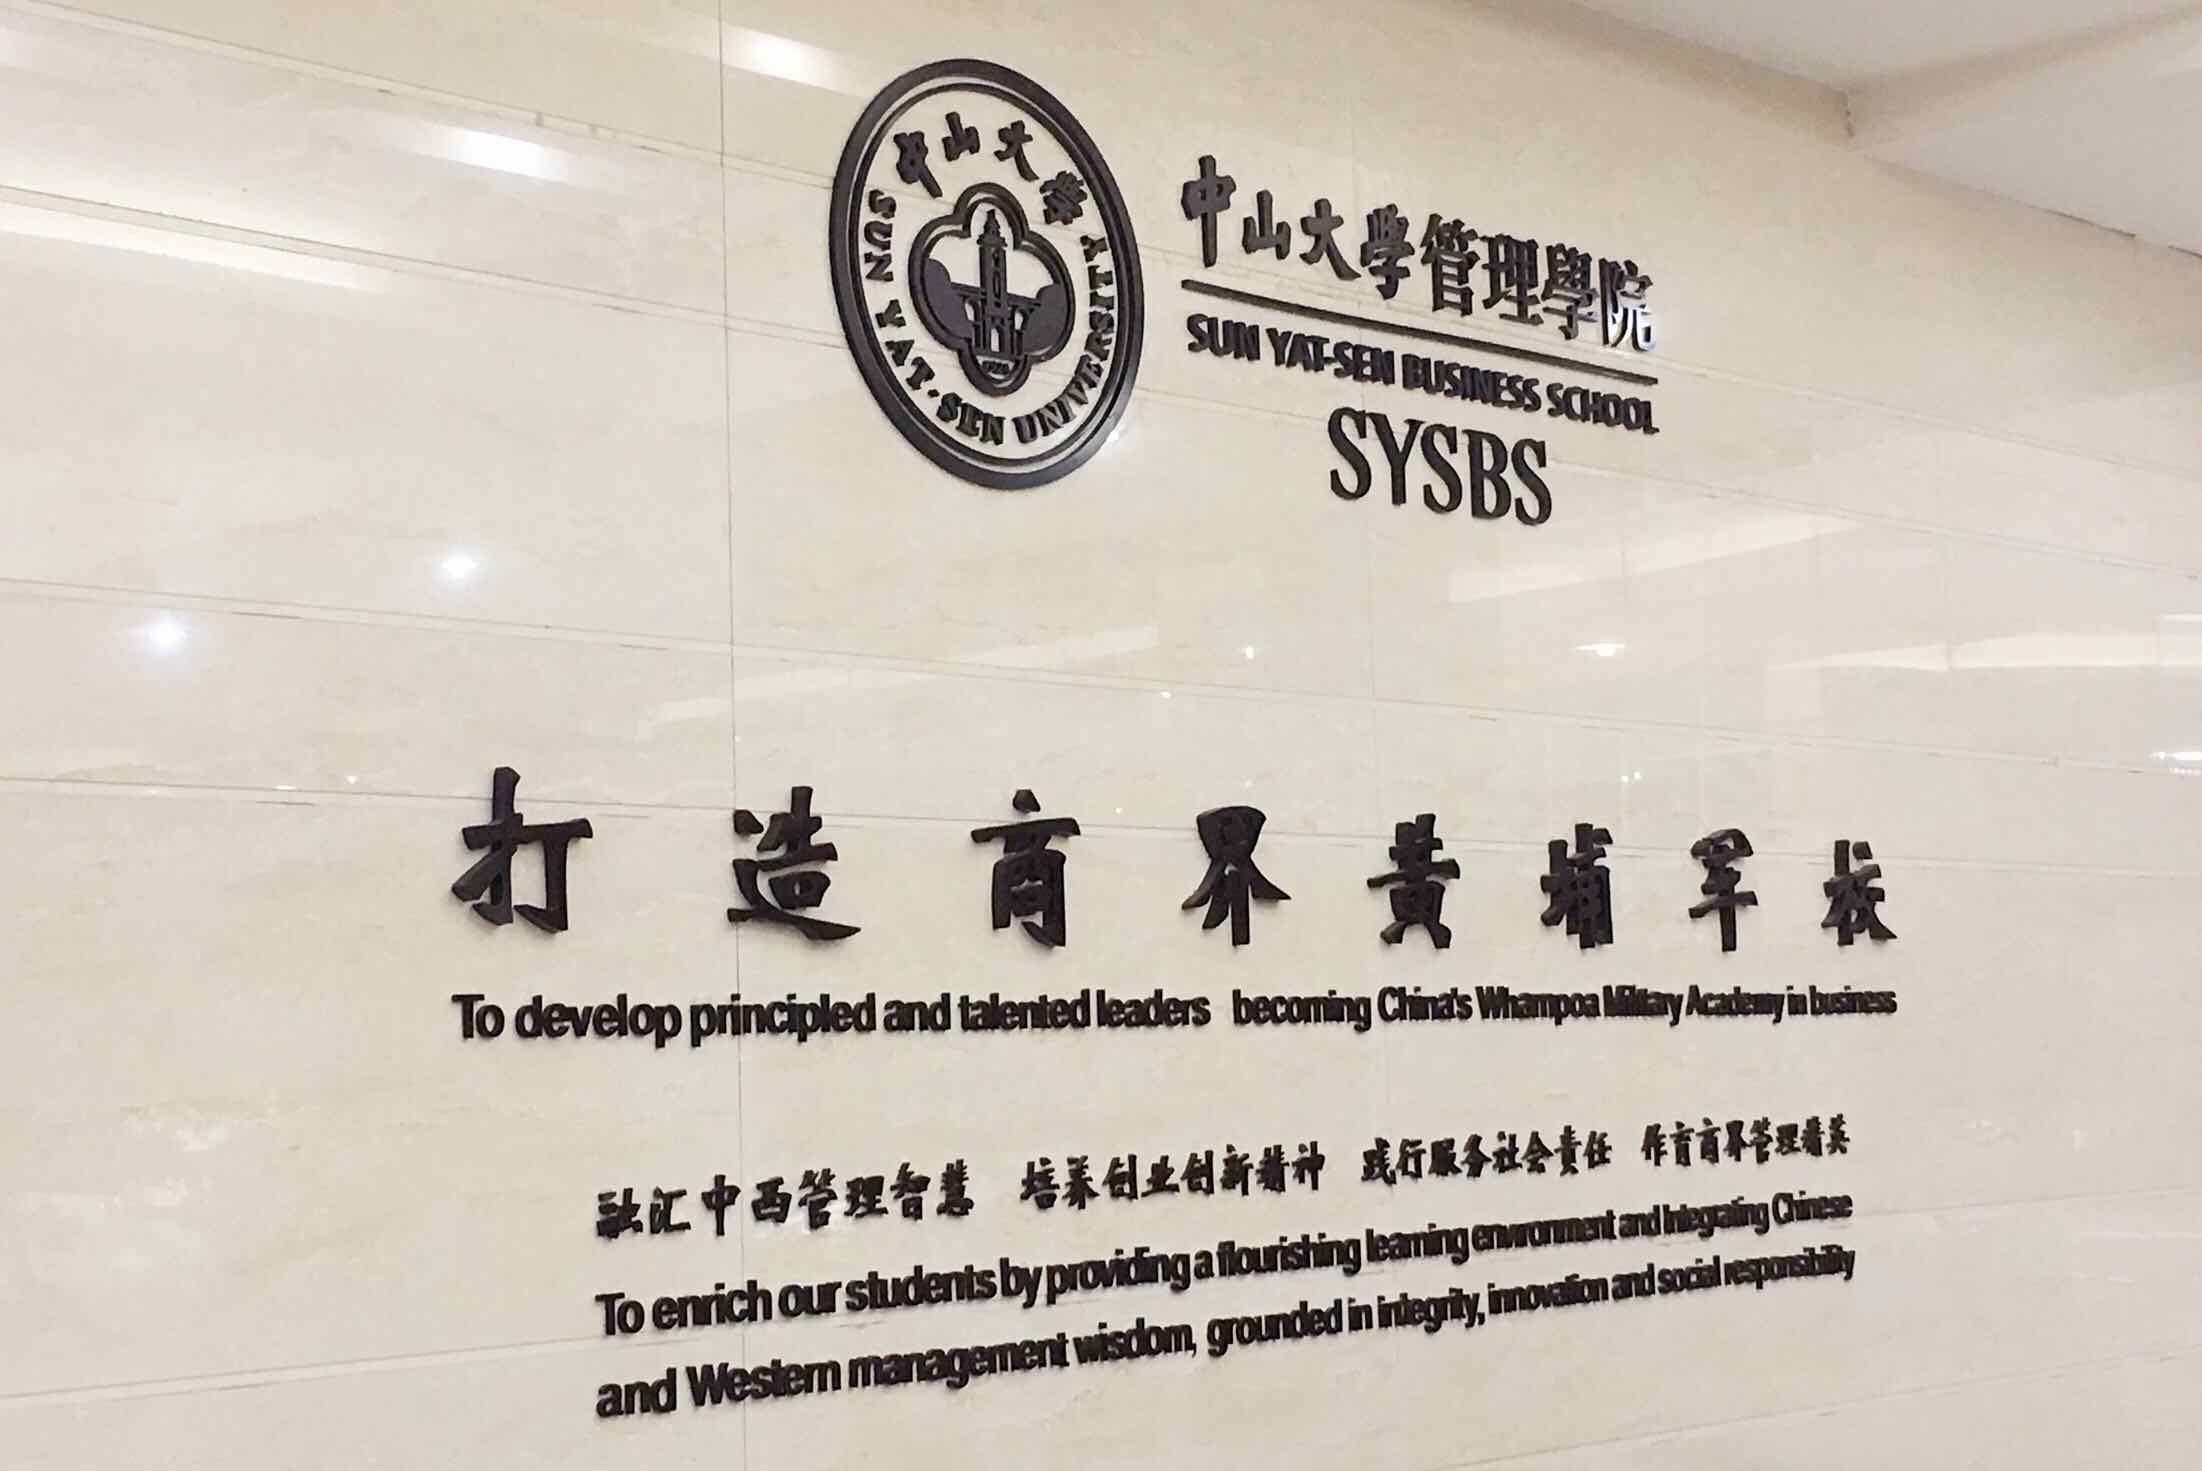 中山大學
SUN YAT-SEN UNIVERSITY
1924
中山大學管理學院
SUN YAT-SEN BUSINESS SCHOOL
SYSBS
打造商界黄埔军校
To develop principled and talented leaders becoming China's Whampoa Military Academy in business
融汇中西管理智慧 培养创业创新精神 践行服务社会责任 作育商界管理精英
To enrich our students by providing a flourishing learning environment and Integrating Chinese
and Western management wisdom, grounded in integrity, innovation and social responsibility